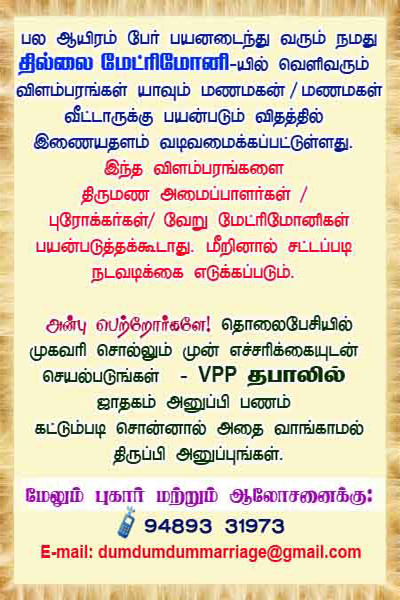 பல ஆயிரம் பேர் பயனடைந்து வரும் நமது
தில்லை மேட்ரிமோனி-யில் வெளிவரும்
விளம்பரங்கள் யாவும் மணமகன் / மணமகள்
வீட்டாருக்கு பயன்படும் விதத்தில்
இணையதளம் வடிவமைக்கப்பட்டுள்ளது.
இந்த விளம்பரங்களை
திருமண அமைப்பாளர்கள் /
புரோக்கர்கள்/ வேறு மேட்ரிமோனிகள்
பயன்படுத்தக்கூடாது. மீறினால் சட்டப்படி
நடவடிக்கை எடுக்கப்படும்.
அன்பு பெற்றோர்களே! தொலைபேசியில்
முகவரி சொல்லும் முன் எச்சரிக்கையுடன்
செயல்படுங்கள் - VPP தபாலில்
ஜாதகம் அனுப்பி பணம்
கட்டும்படி சொன்னால் அதை வாங்காமல்
திருப்பி அனுப்புங்கள்.
மேலும் புகார் மற்றும் ஆலோசனைக்கு:
94893 31973
E-mail: dumdumdummarriage@gmail.com